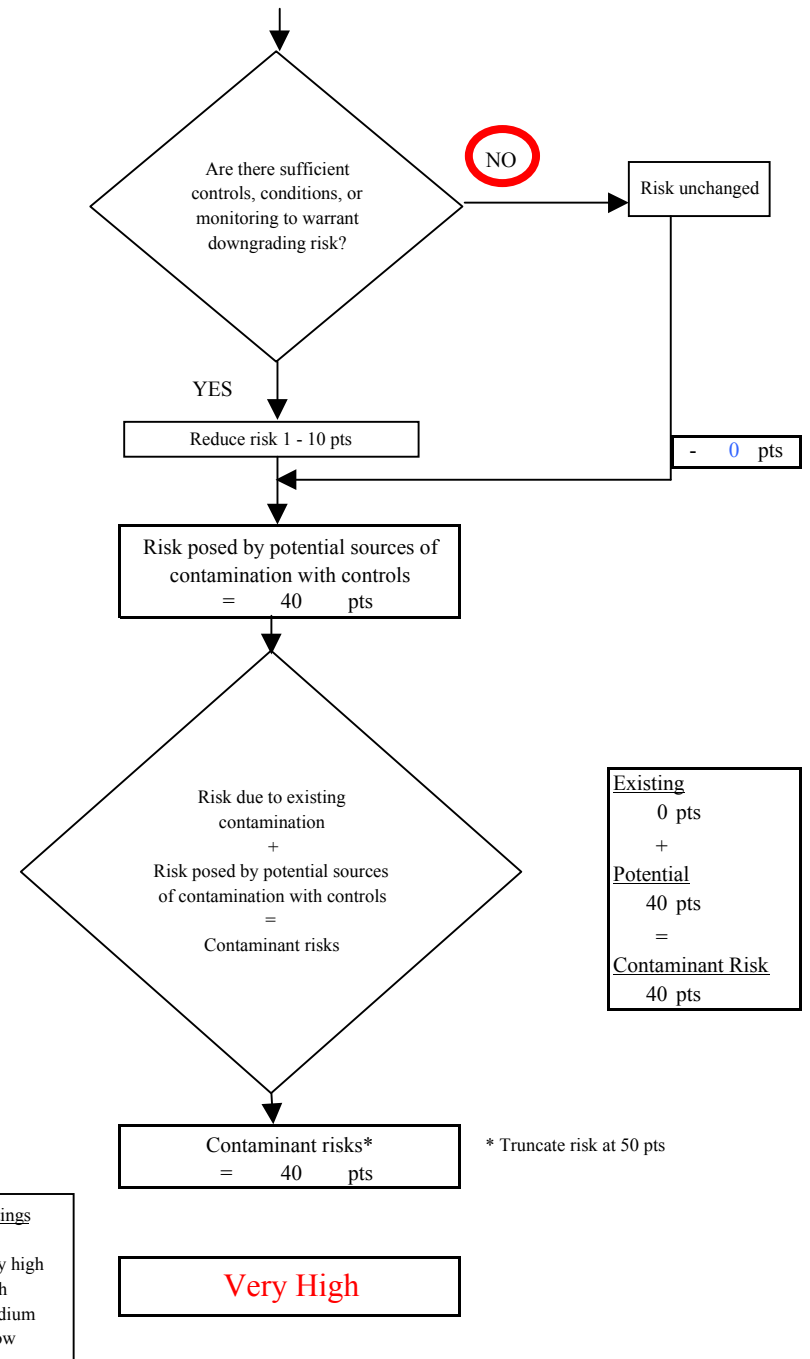 Are there sufficient
controls, conditions, or
monitoring to warrant
downgrading risk?
NO
Risk unchanged
YES
Reduce risk 1 - 10 pts
- 0 pts
Risk posed by potential sources of
contamination with controls
= 40 pts
Risk due to existing
contamination
+
Risk posed by potential sources
of contamination with controls
=
Contaminant risks
Existing
0 pts
+
Potential
40 pts
=
Contaminant Risk
40 pts
Contaminant risks*
= 40 pts
* Truncate risk at 50 pts
high
Very High